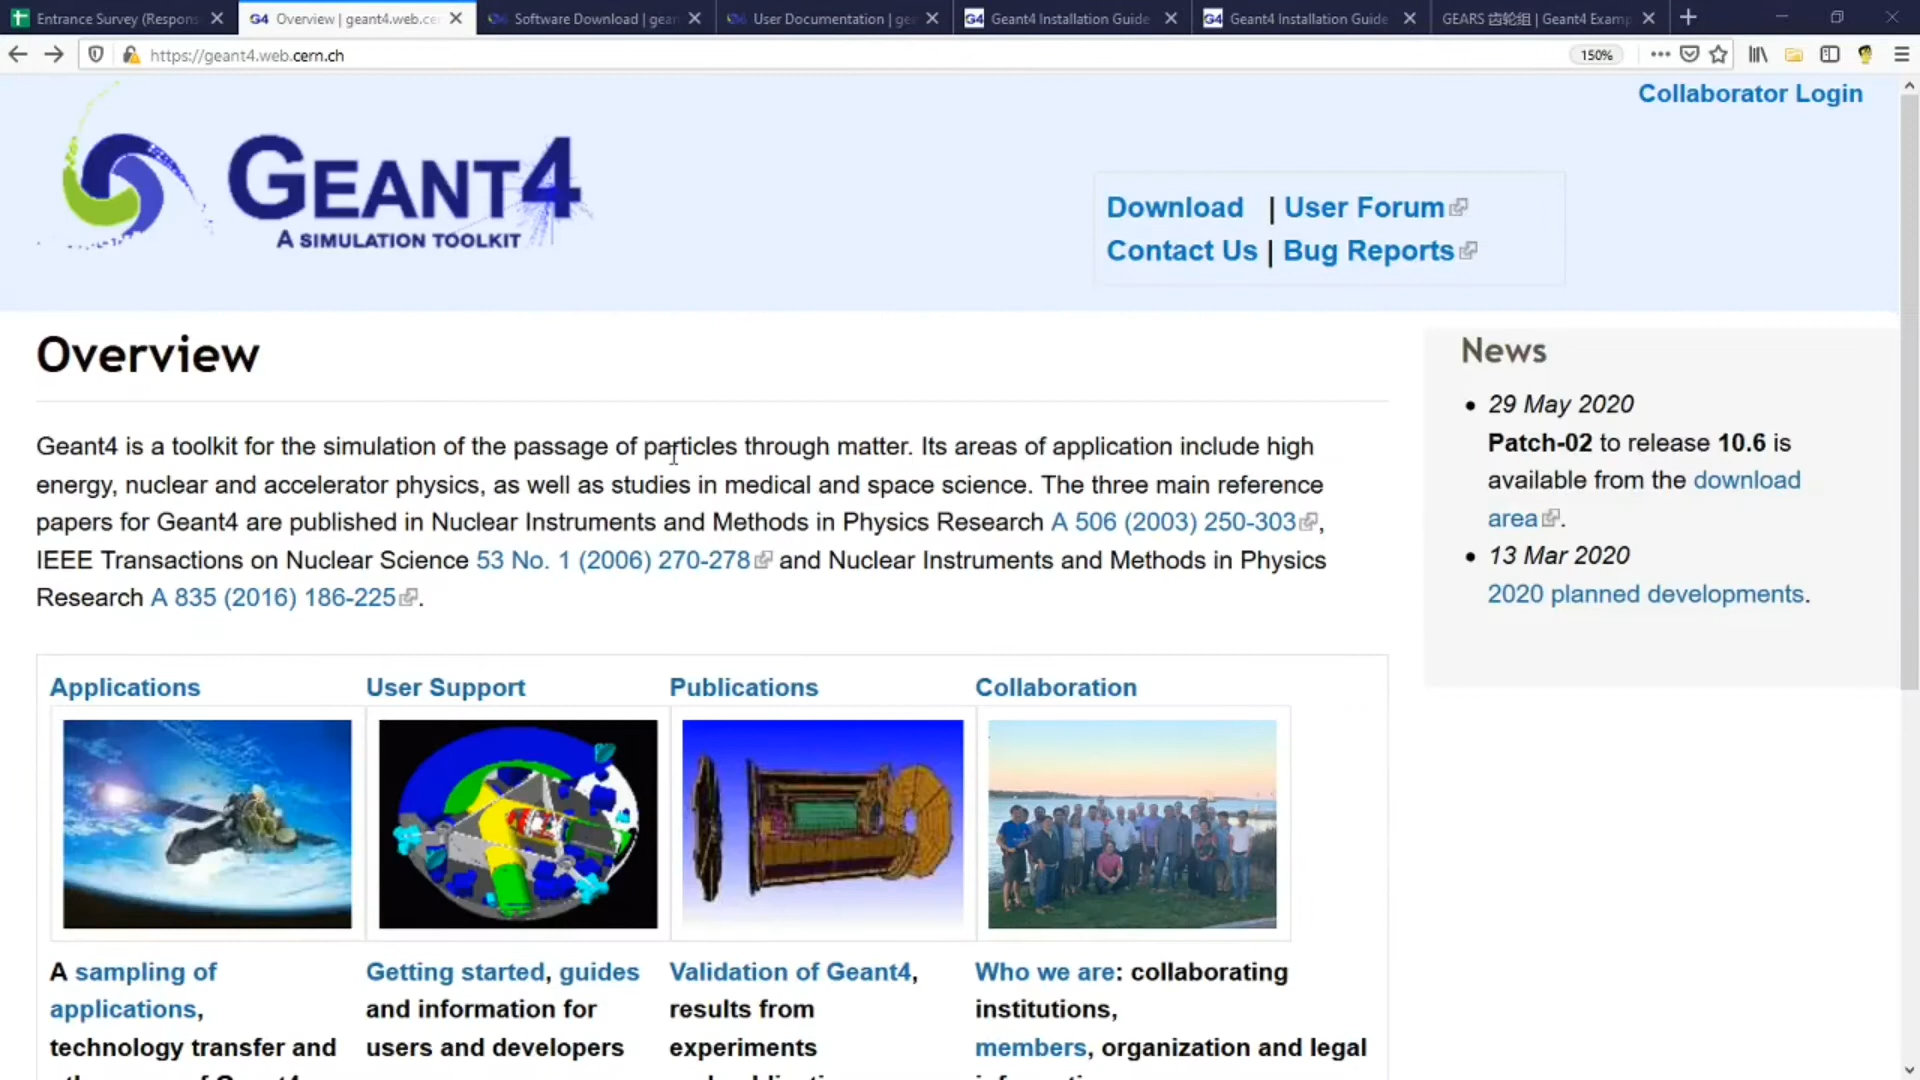 Entrance Survey (Respons
Overview | geant4.web.cer
Software Download | gean
User Documentation | ge
Geant4 Installation Guide
Geant4 Installation Guide
GEARS 齿轮组 | Geant4 Examp
https://geant4.web.cern.ch
150%
Collaborator Login
GEANT4
A SIMULATION TOOLKIT
Download | User Forum
Contact Us | Bug Reports
Overview
Geant4 is a toolkit for the simulation of the passage of particles through matter. Its areas of application include high
energy, nuclear and accelerator physics, as well as studies in medical and space science. The three main reference
papers for Geant4 are published in Nuclear Instruments and Methods in Physics Research A 506 (2003) 250-303,
IEEE Transactions on Nuclear Science 53 No. 1 (2006) 270-278 and Nuclear Instruments and Methods in Physics
Research A 835 (2016) 186-225.
News
29 May 2020
Patch-02 to release 10.6 is
available from the download
area.
13 Mar 2020
2020 planned developments.
Applications
User Support
Publications
Collaboration
A sampling of
applications,
technology transfer and
Getting started, guides
and information for
users and developers
Validation of Geant4,
results from
experiments
Who we are: collaborating
institutions,
members, organization and legal